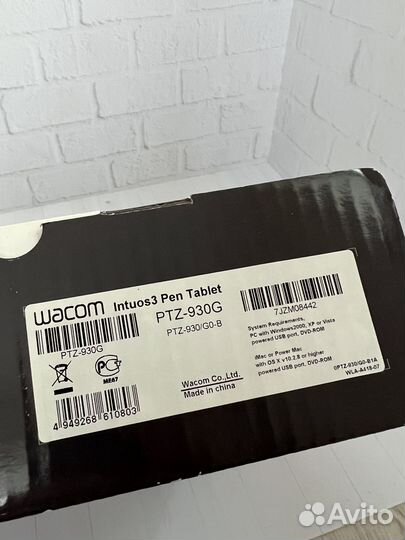 wacom
Intuos3 Pen Tablet
PTZ-930G
PTZ-930G
PTZ-930/G0-B
7JZM08442
System Requirements,
PC with Windows2000, XP or Vista
powered USB port, DVD-ROM
iMac or Power Mac
with OS X v10.2.8 or higher
powered USB port, DVD-ROM
РС
ME67
4 949268 610803
Wacom Co.,Ltd.
Made in china
0PTZ-930/G0-B1A
WLA-A419-07
Avito